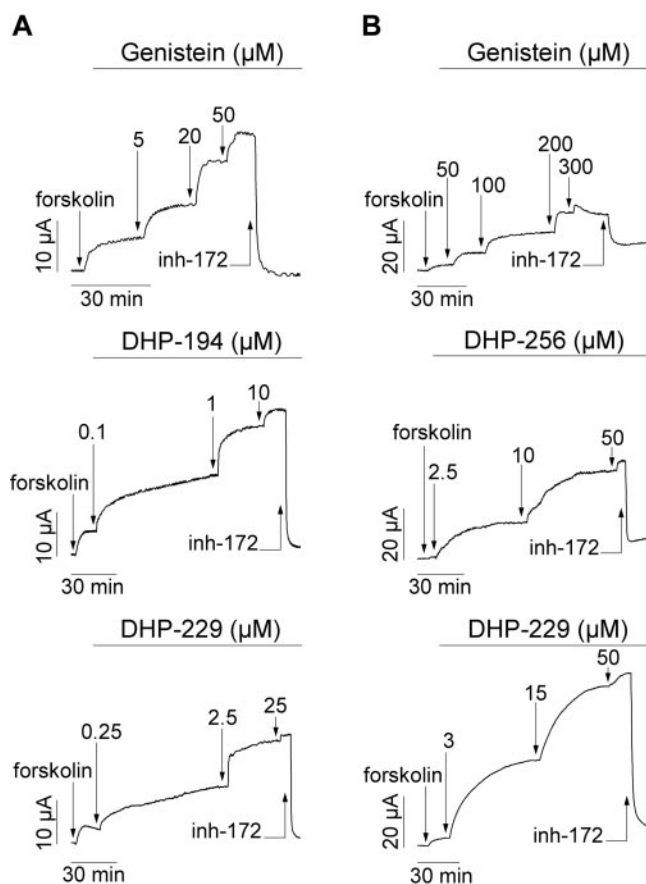 A
Genistein (µM)
5
20
50
forskolin
10 µA
inh-172
30 min
DHP-194 (µM)
0.1
1
10
forskolin
10 µA
inh-172
30 min
DHP-229 (µM)
0.25
2.5
25
forskolin
10 µA
inh-172
30 min
B
Genistein (µM)
50
100
200
300
forskolin
20 µA
inh-172
30 min
DHP-256 (µM)
forskolin
2.5
10
50
20 µA
inh-172
30 min
DHP-229 (µM)
3
15
50
forskolin
20 µA
inh-172
30 min